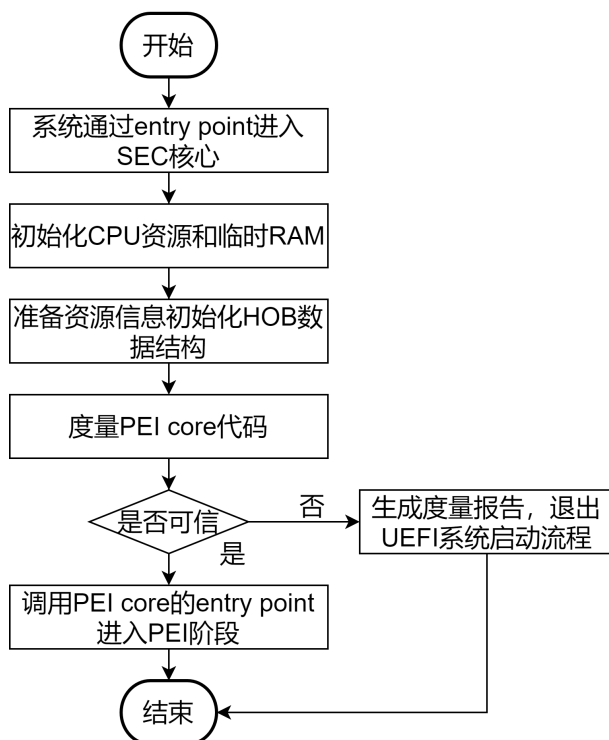 开始
系统通过entry point进入
SEC核心
初始化CPU资源和临时RAM
准备资源信息初始化HOB数
据结构
度量PEI core代码
是否可信
否
生成度量报告，退出
UEFI系统启动流程
是
调用PEI core的entry point
进入PEI阶段
结束